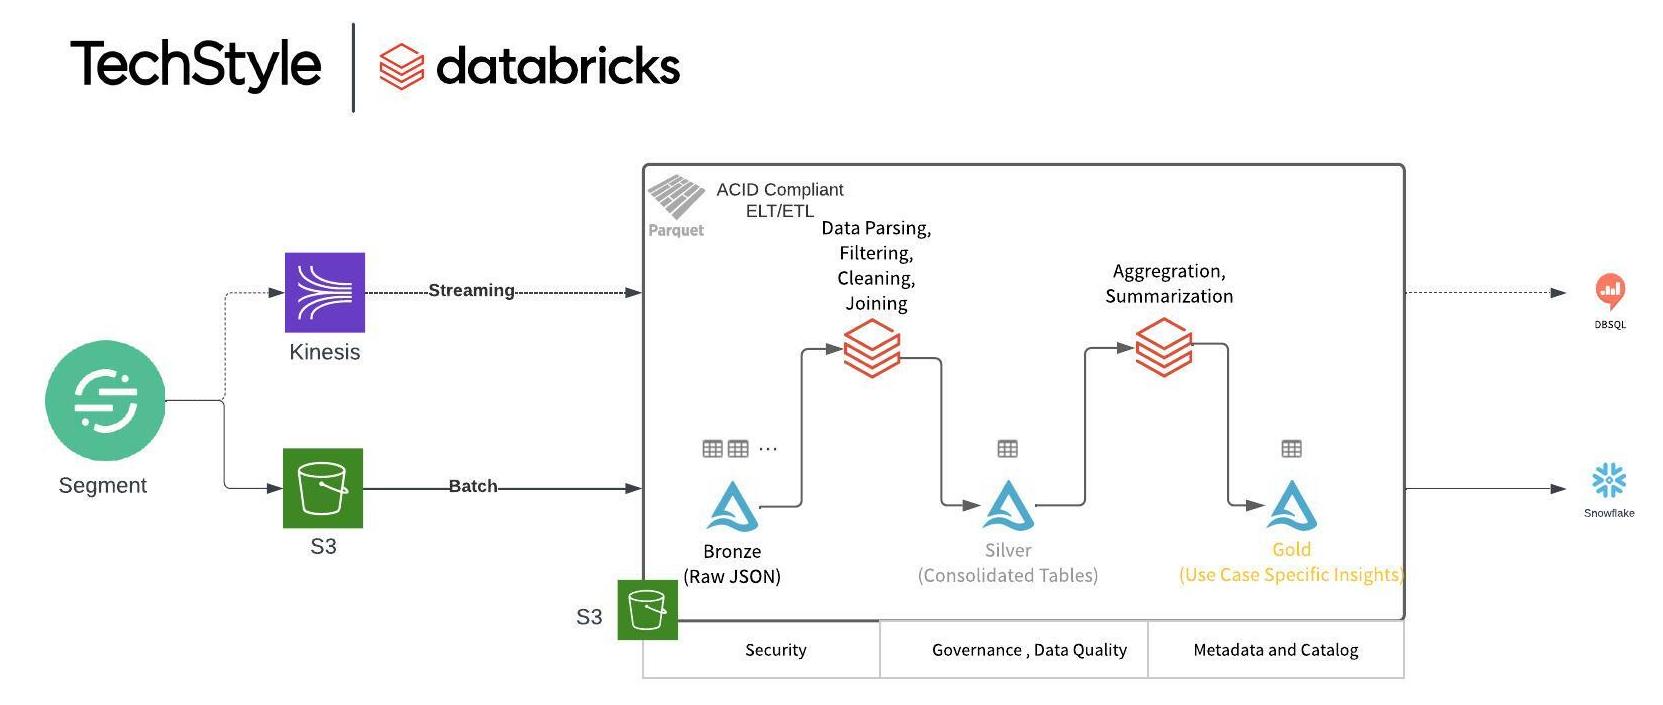 TechStyle
databricks
Parquet
ACID Compliant
ELT/ETL
Data Parsing,
Filtering,
Cleaning,
Joining
Aggregration,
Summarization
Segment
Kinesis
Streaming
S3
Batch
...
Bronze
(Raw JSON)
Silver
(Consolidated Tables)
Gold
(Use Case Specific Insights)
DBSQL
Snowflake
S3
Security
Governance , Data Quality
Metadata and Catalog